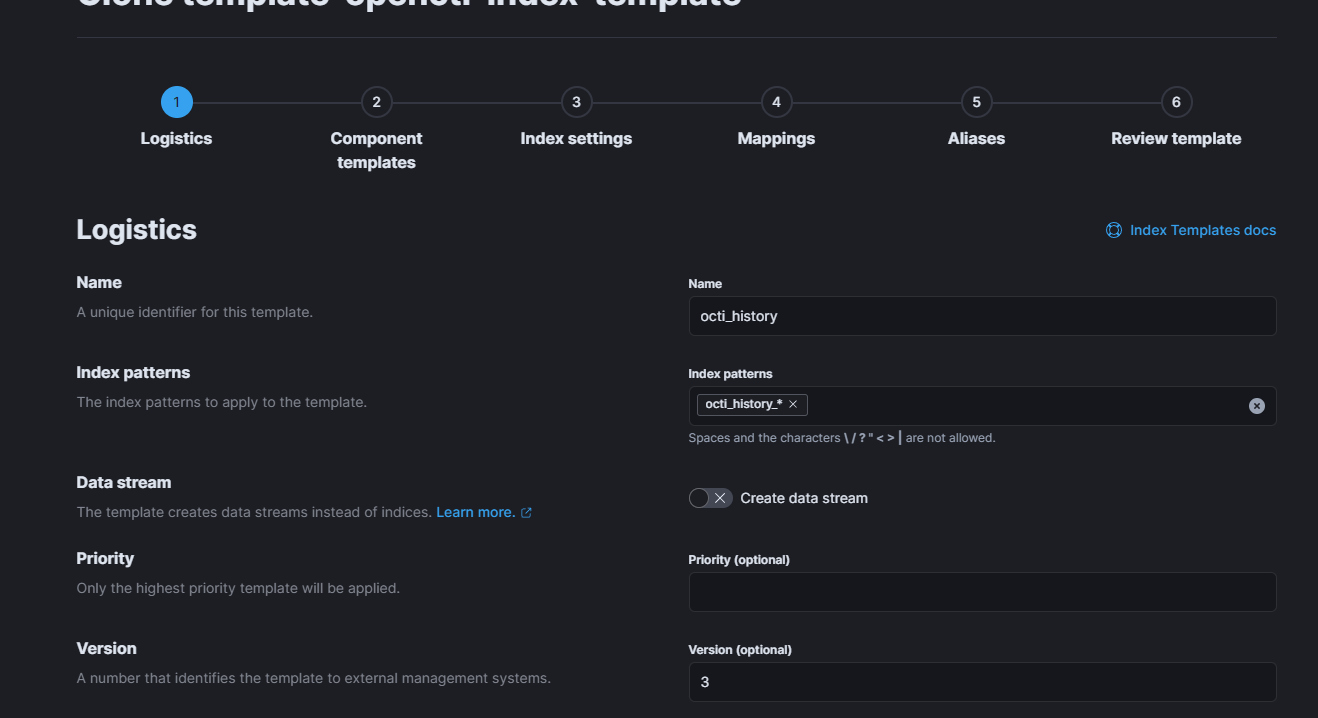 1
2
3
4
5
6
Logistics
Component
templates
Index settings
Mappings
Aliases
Review template
Logistics
Index Templates docs
Name
A unique identifier for this template.
Name
octi_history
Index patterns
The index patterns to apply to the template.
Index patterns
octi_history_*
Spaces and the characters \ / ? " < > | are not allowed.
Data stream
The template creates data streams instead of indices. Learn more.
Create data stream
Priority
Only the highest priority template will be applied.
Priority (optional)
Version
A number that identifies the template to external management systems.
Version (optional)
3